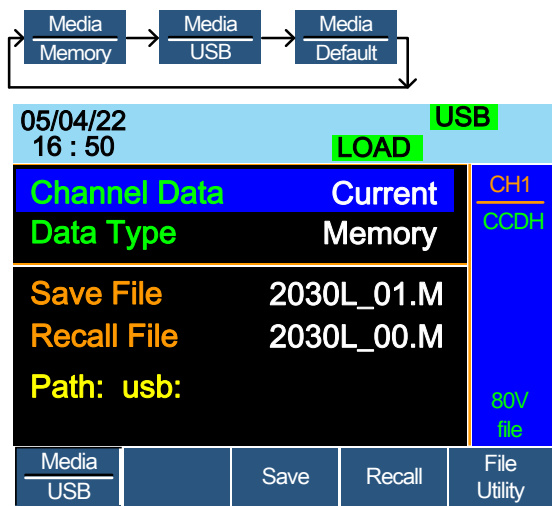 Media Media Media
Memory USB Default
05/04/22 USB
16 : 50 LOAD
Channel Data Current CH1
Data Type Memory CCDH
Save File 2030L_01.M
Recall File 2030L_00.M
Path: usb: 80V
file
Media Save Recall File
USB Utility